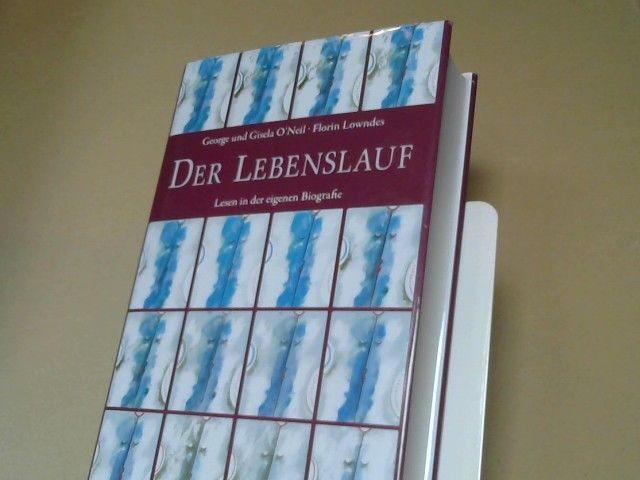 George und Gisela O'Neil · Florin Lowndes
DER LEBENSLAUF
Lesen in der eigenen Biografie